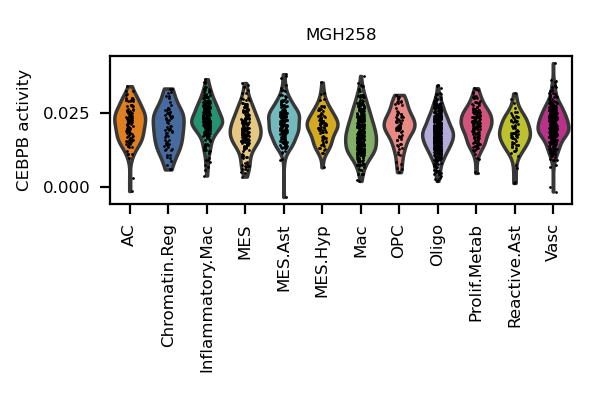 MGH258
CEBPB activity
0.025
0.000
AC
Chromatin.Reg
Inflammatory.Mac
MES
MES.Ast
MES.Hyp
Mac
OPC
Oligo
Prolif.Metab
Reactive.Ast
Vasc